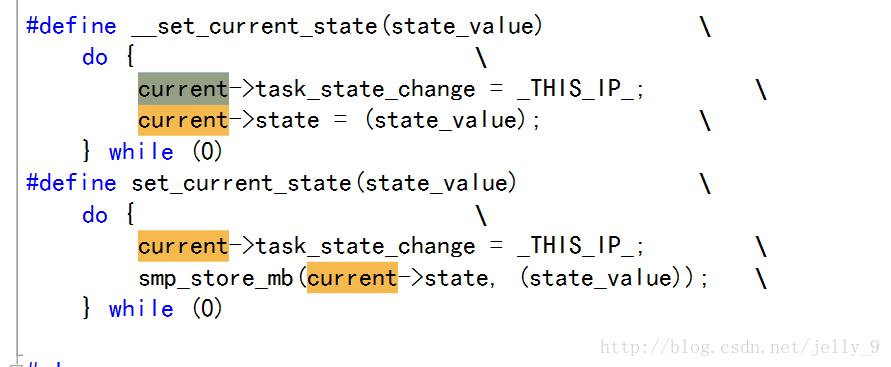 #define __set_current_state(state_value) \
do { \
current->task_state_change = _THIS_IP_; \
current->state = (state_value); \
} while (0)
#define set_current_state(state_value) \
do { \
current->task_state_change = _THIS_IP_; \
smp_store_mb(current->state, (state_value)); \
} while (0)
http://blog.csdn.net/jelly_9